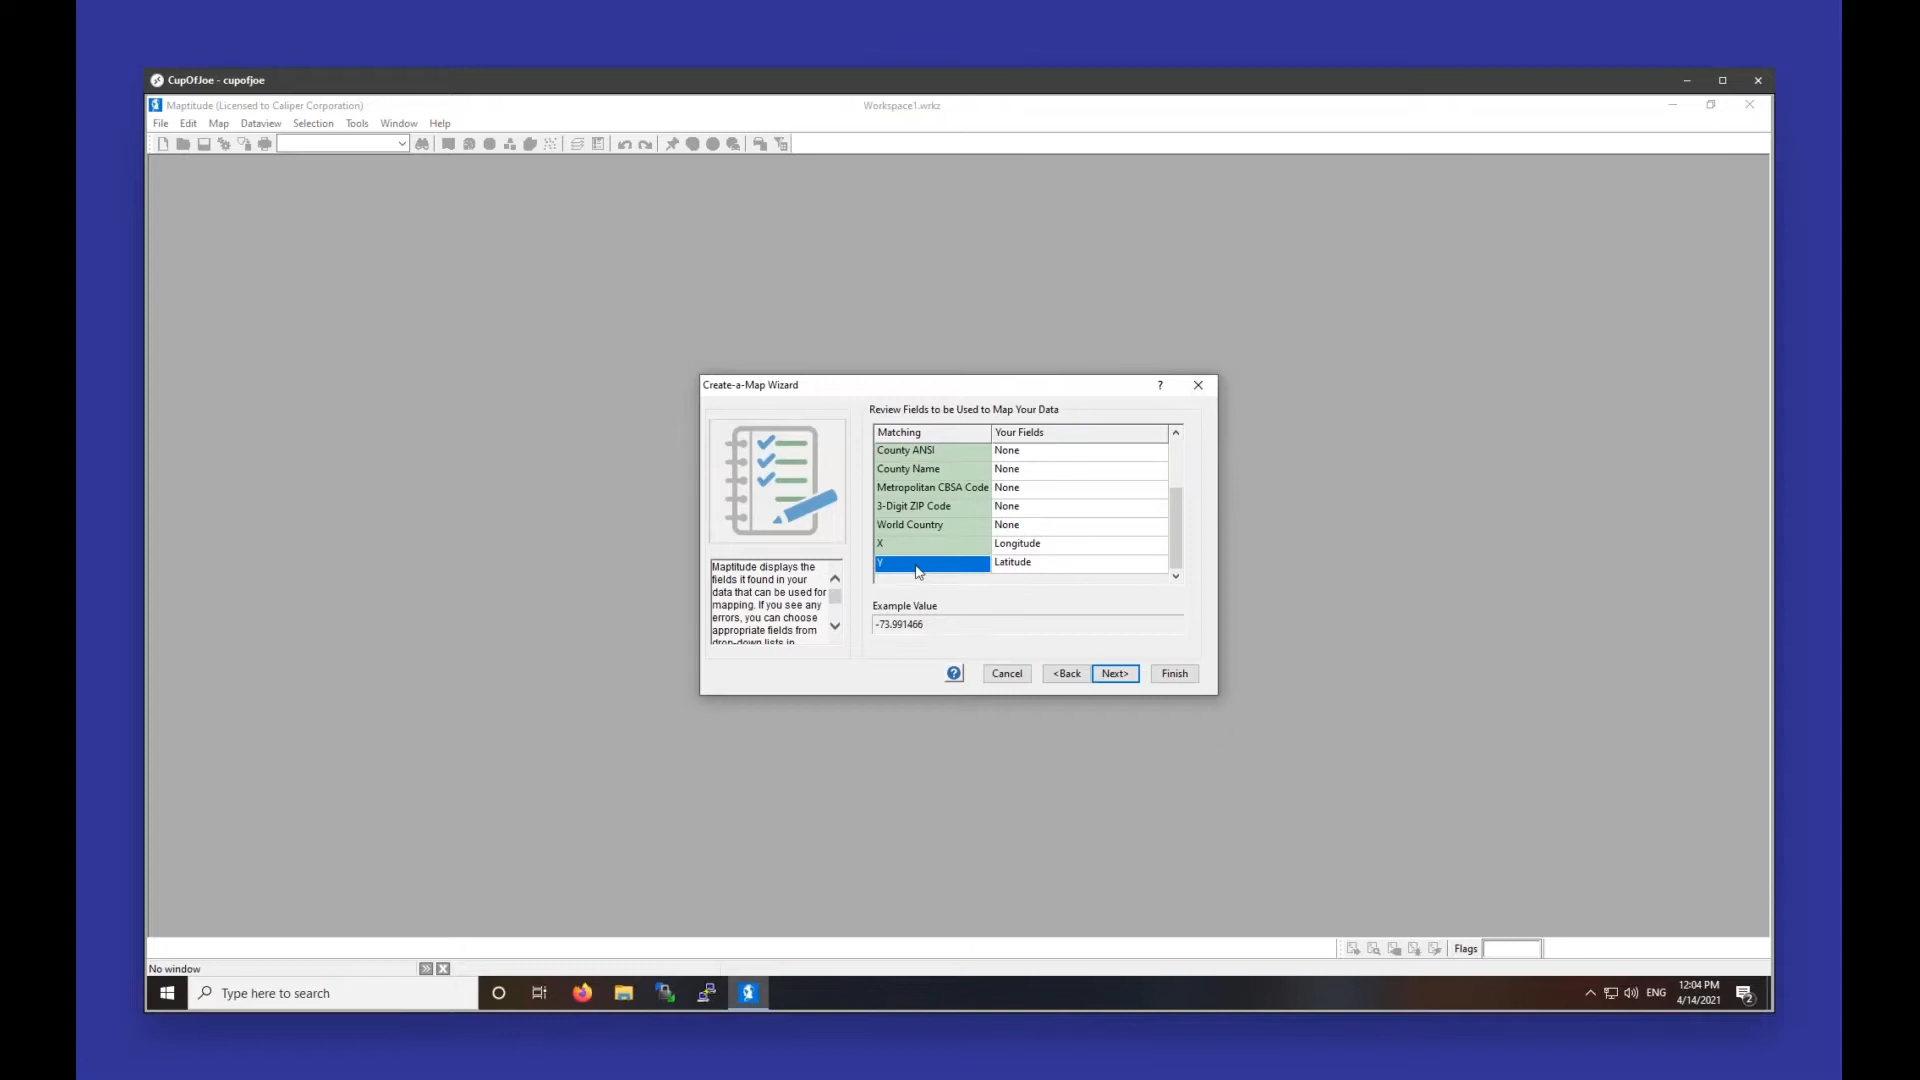 CupOfJoe - cupofjoe
Maptitude (Licensed to Caliper Corporation)
Workspace1.wrkz
File Edit Map Dataview Selection Tools Window Help
Create-a-Map Wizard
?
Review Fields to be Used to Map Your Data
Matching Your Fields
County ANSI None
County Name None
Metropolitan CBSA Code None
3-Digit ZIP Code None
World Country None
X Longitude
Y Latitude
Maptitude displays the
fields it found in your
data that can be used for
mapping. If you see any
errors, you can choose
appropriate fields from
drop-down lists in
Example Value
-73.991466
? Cancel <Back Next> Finish
Flags
No window
Type here to search
ENG
12:04 PM
4/14/2021
2